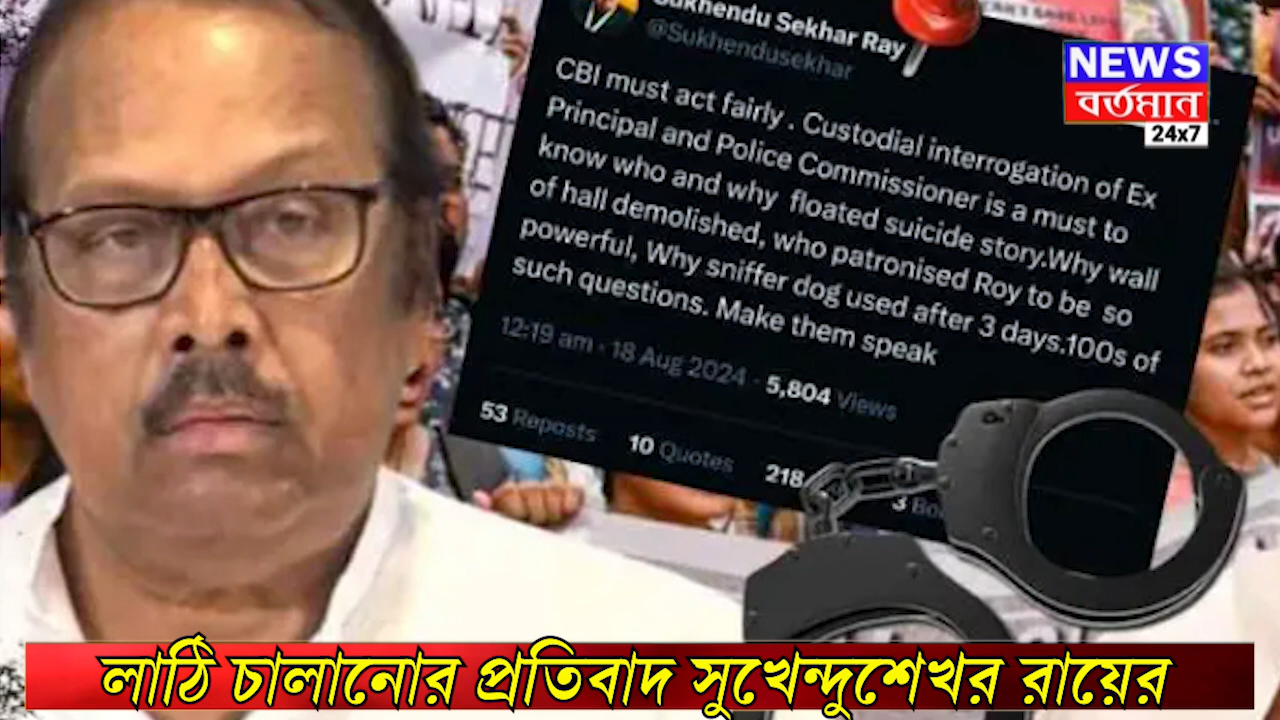 Sukhendu Sekhar Ray
@Sukhendusekhar
CBI must act fairly . Custodial interrogation of Ex
Principal and Police Commissioner is a must to
know who and why floated suicide story.Why wall
of hall demolished, who patronised Roy to be so
powerful, Why sniffer dog used after 3 days.100s of
such questions. Make them speak
12:19 am · 18 Aug 2024 · 5,804 Views
53 Reposts 10 Quotes 218
3
NEWS
বর্তমান
24x7
লাঠি চালানোর প্রতিবাদ সুখেন্দুশেখর রায়ের